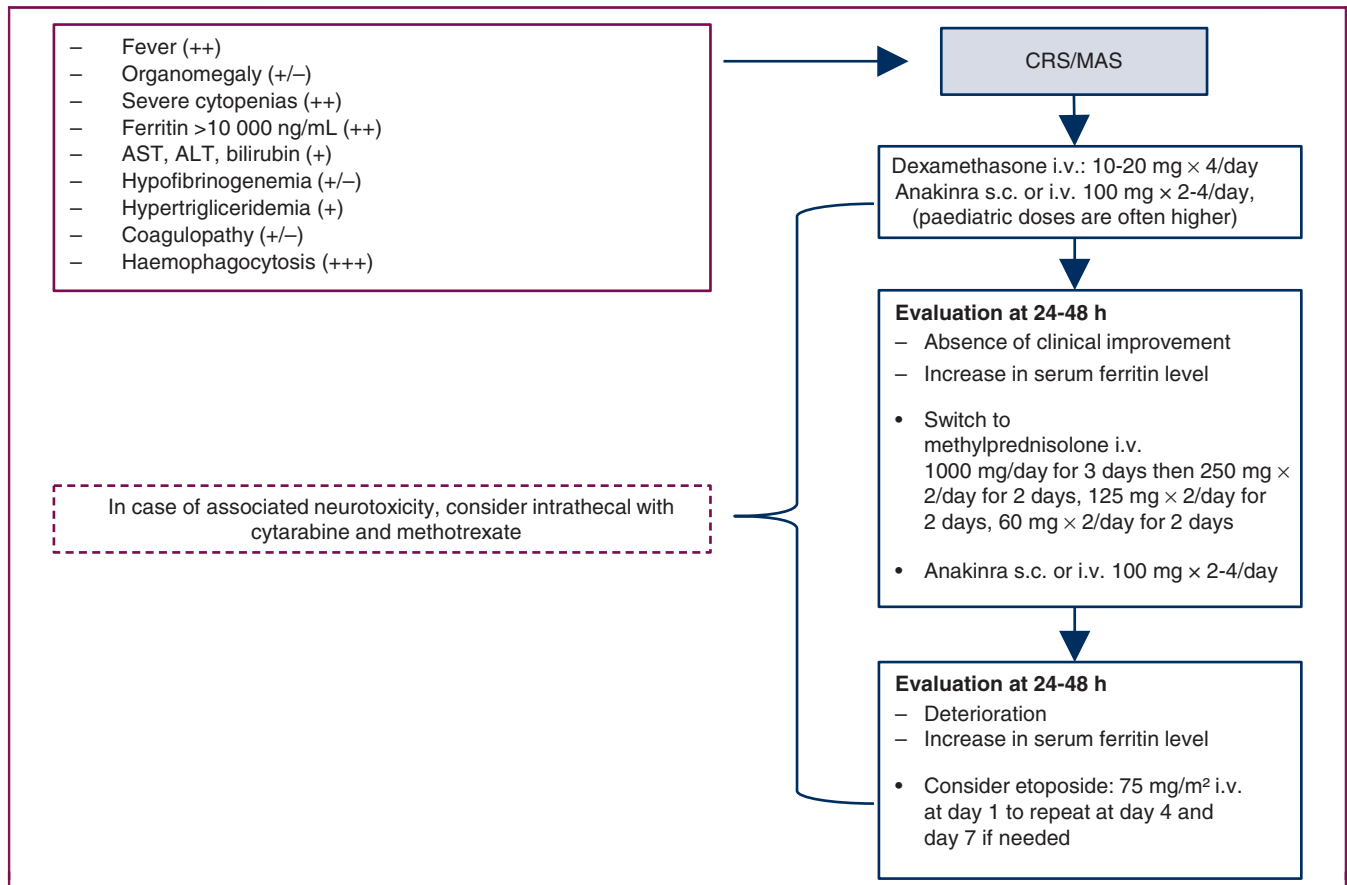 – Fever (++)
– Organomegaly (+/–)
– Severe cytopenias (++)
– Ferritin >10 000 ng/mL (++)
– AST, ALT, bilirubin (+)
– Hypofibrinogenemia (+/–)
– Hypertrigliceridemia (+)
– Coagulopathy (+/–)
– Haemophagocytosis (+++)
CRS/MAS
Dexamethasone i.v.: 10-20 mg × 4/day
Anakinra s.c. or i.v. 100 mg × 2-4/day,
(paediatric doses are often higher)
Evaluation at 24-48 h
– Absence of clinical improvement
– Increase in serum ferritin level
• Switch to
methylprednisolone i.v.
1000 mg/day for 3 days then 250 mg ×
2/day for 2 days, 125 mg × 2/day for
2 days, 60 mg × 2/day for 2 days
• Anakinra s.c. or i.v. 100 mg × 2-4/day
In case of associated neurotoxicity, consider intrathecal with
cytarabine and methotrexate
Evaluation at 24-48 h
– Deterioration
– Increase in serum ferritin level
• Consider etoposide: 75 mg/m² i.v.
at day 1 to repeat at day 4 and
day 7 if needed